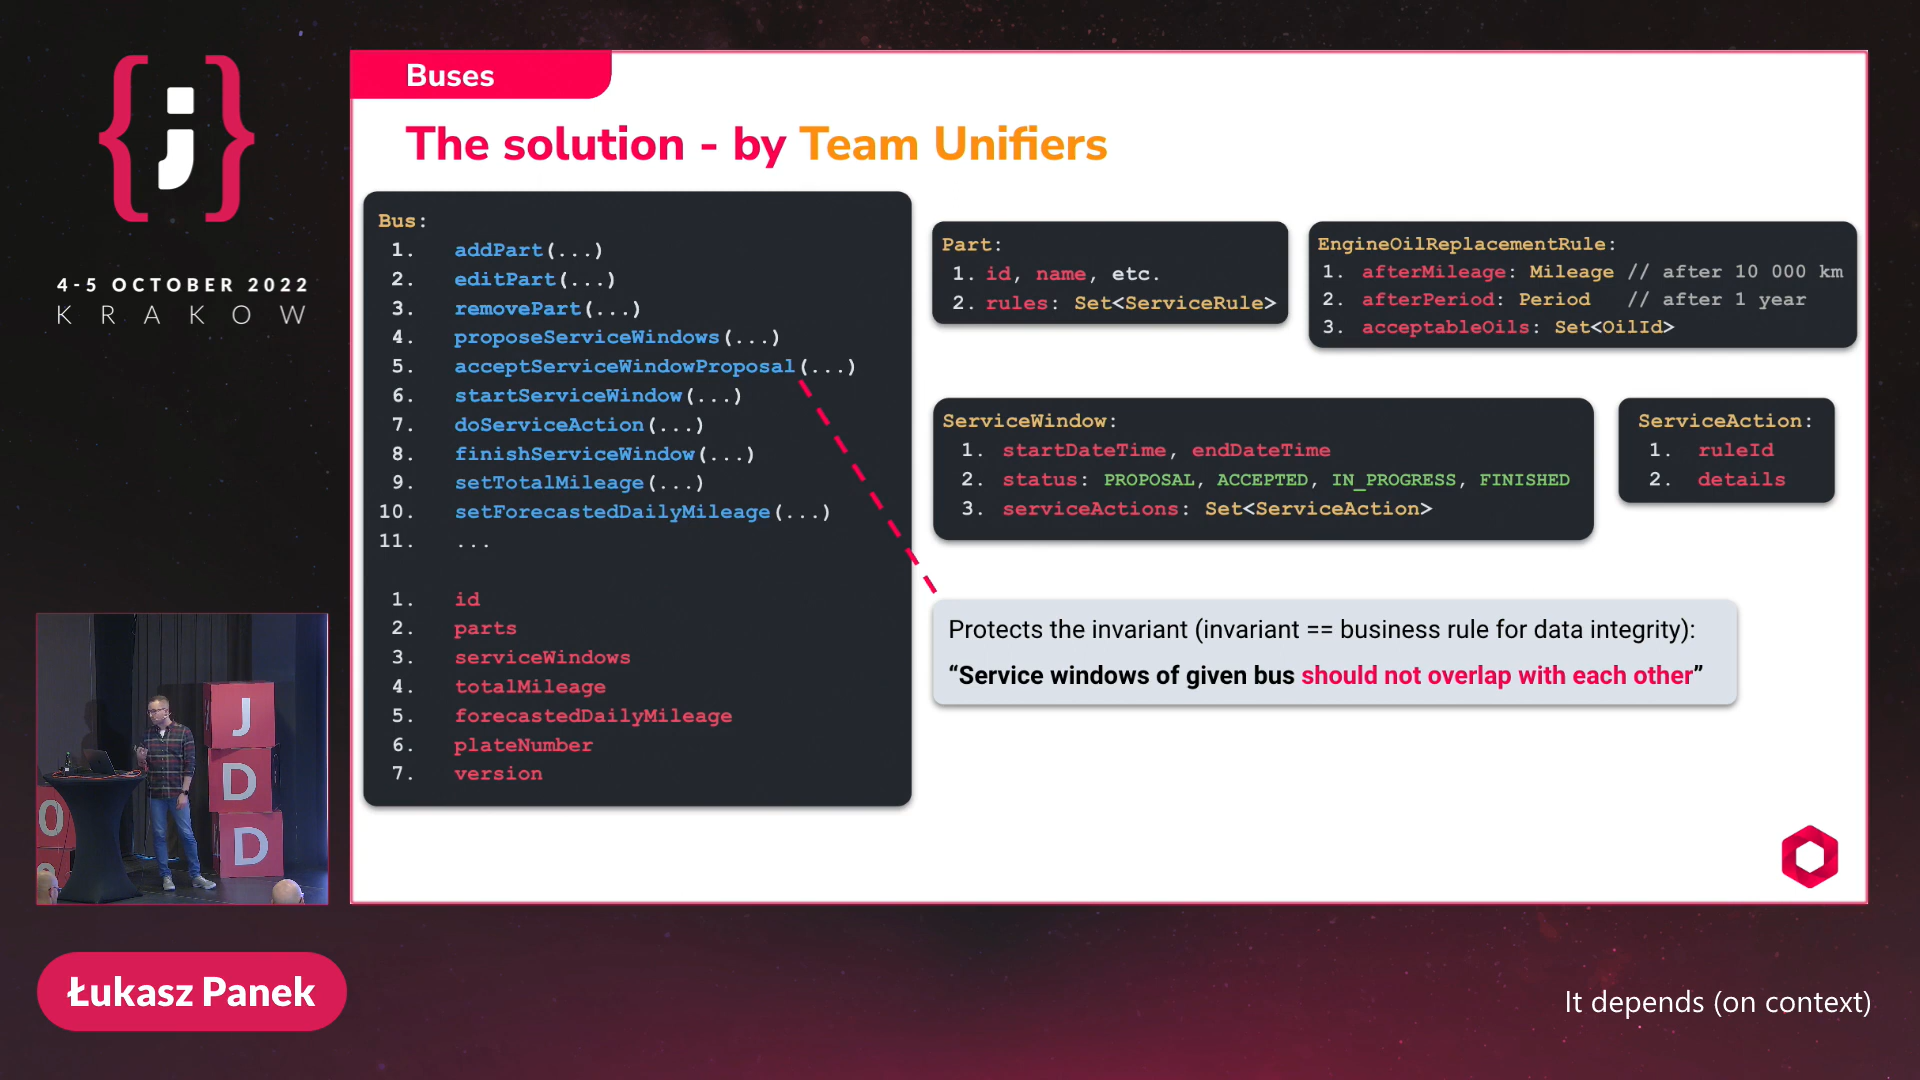 { j }
4-5 OCTOBER 2022
KRAKOW
Buses
The solution - by Team Unifiers
Bus:
1. addPart(...)
2. editPart(...)
3. removePart(...)
4. proposeServiceWindows(...)
5. acceptServiceWindowProposal(...)
6. startServiceWindow(...)
7. doServiceAction(...)
8. finishServiceWindow(...)
9. setTotalMileage(...)
10. setForecastedDailyMileage(...)
11. ...
1. id
2. parts
3. serviceWindows
4. totalMileage
5. forecastedDailyMileage
6. plateNumber
7. version
Part:
1. id, name, etc.
2. rules: Set<ServiceRule>
EngineOilReplacementRule:
1. afterMileage: Mileage // after 10 000 km
2. afterPeriod: Period // after 1 year
3. acceptableOils: Set<OilId>
ServiceWindow:
1. startDateTime, endDateTime
2. status: PROPOSAL, ACCEPTED, IN_PROGRESS, FINISHED
3. serviceActions: Set<ServiceAction>
ServiceAction:
1. ruleId
2. details
Protects the invariant (invariant == business rule for data integrity):
“Service windows of given bus should not overlap with each other”
J
D
D
0
Łukasz Panek
It depends (on context)